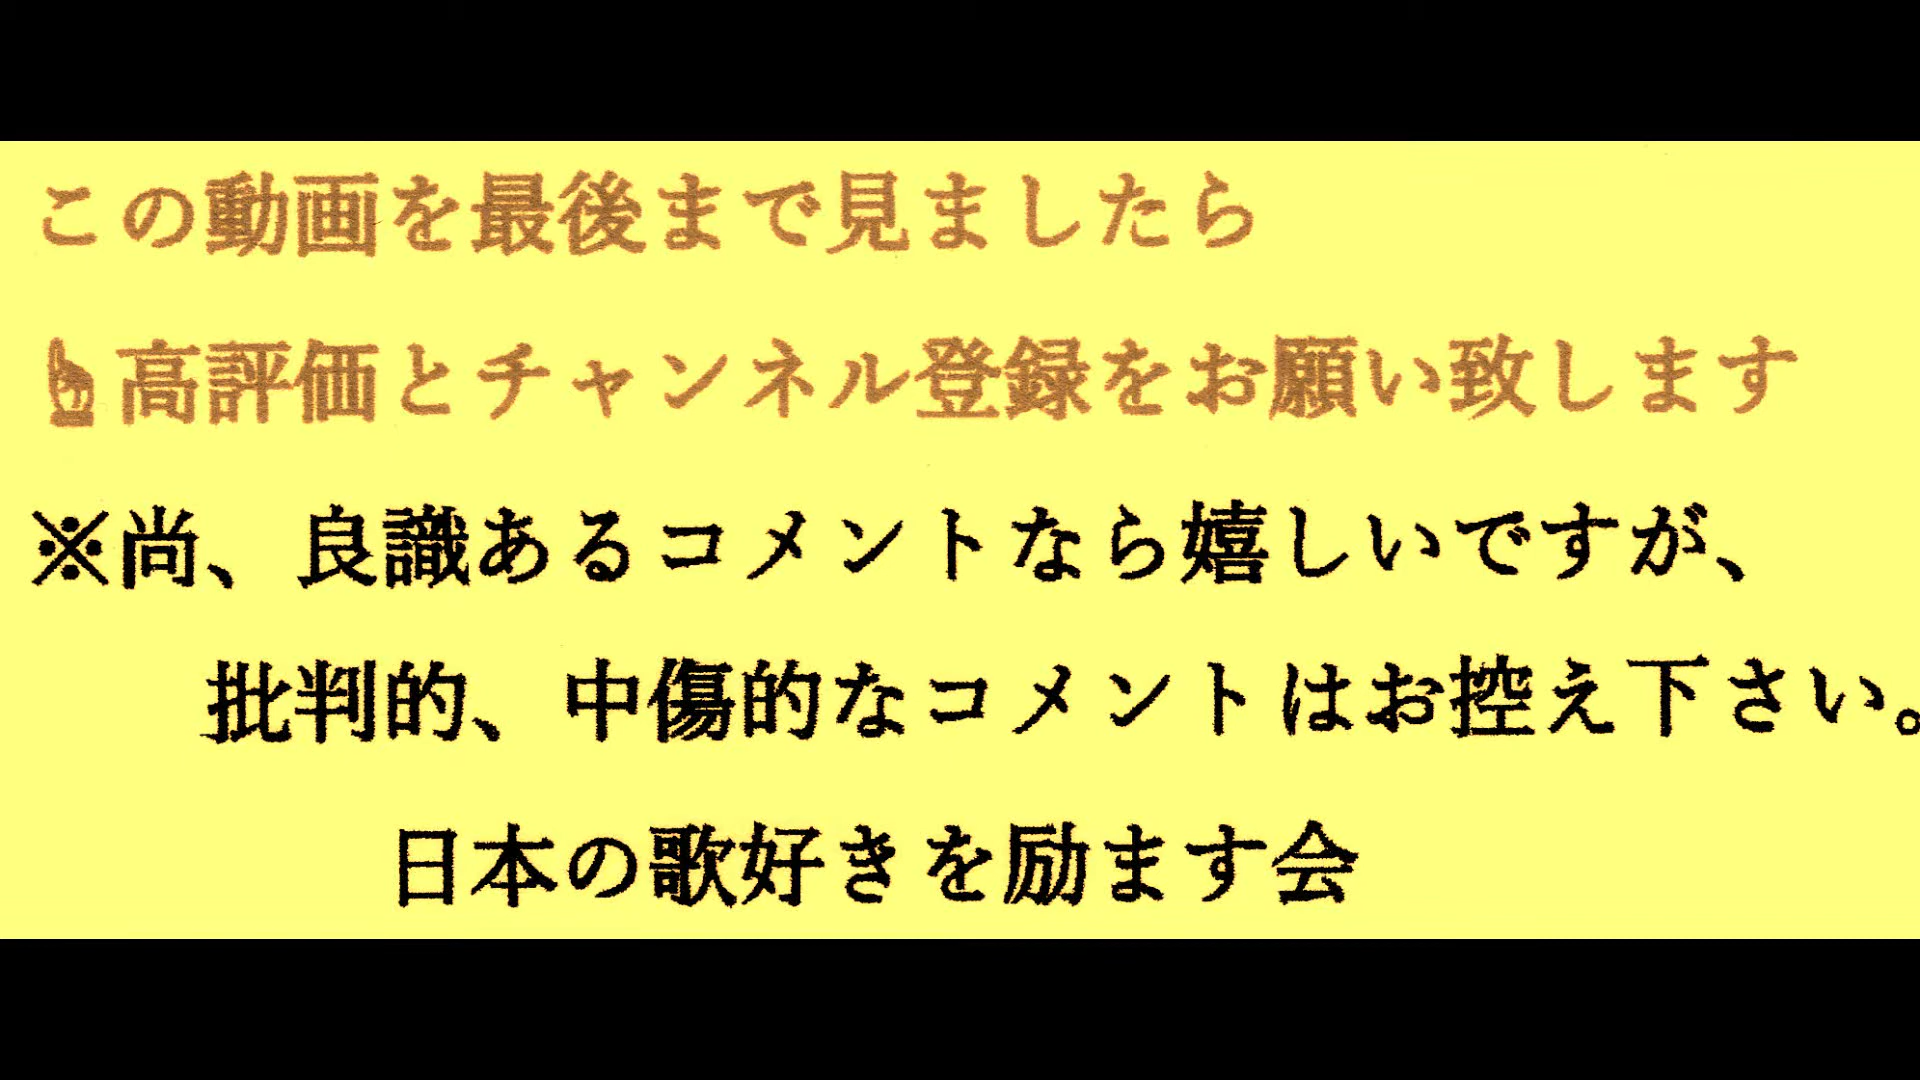 この動画を最後まで見ましたら
☝高評価とチャンネル登録をお願い致します
※尚、良識あるコメントなら嬉しいですが、
批判的、中傷的なコメントはお控え下さい。
日本の歌好きを励ます会